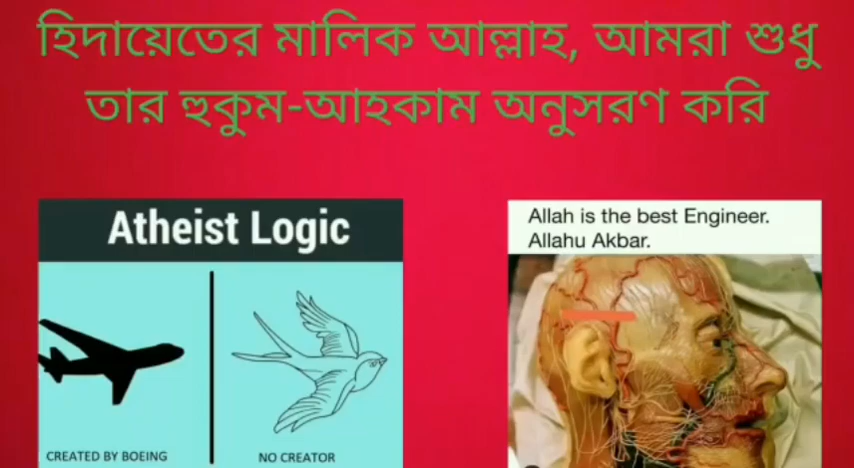 হিদায়েতের মালিক আল্লাহ, আমরা শুধু
তার হুকুম-আহকাম অনুসরণ করি
Atheist Logic
CREATED BY BOEING
NO CREATOR
Allah is the best Engineer.
Allahu Akbar.